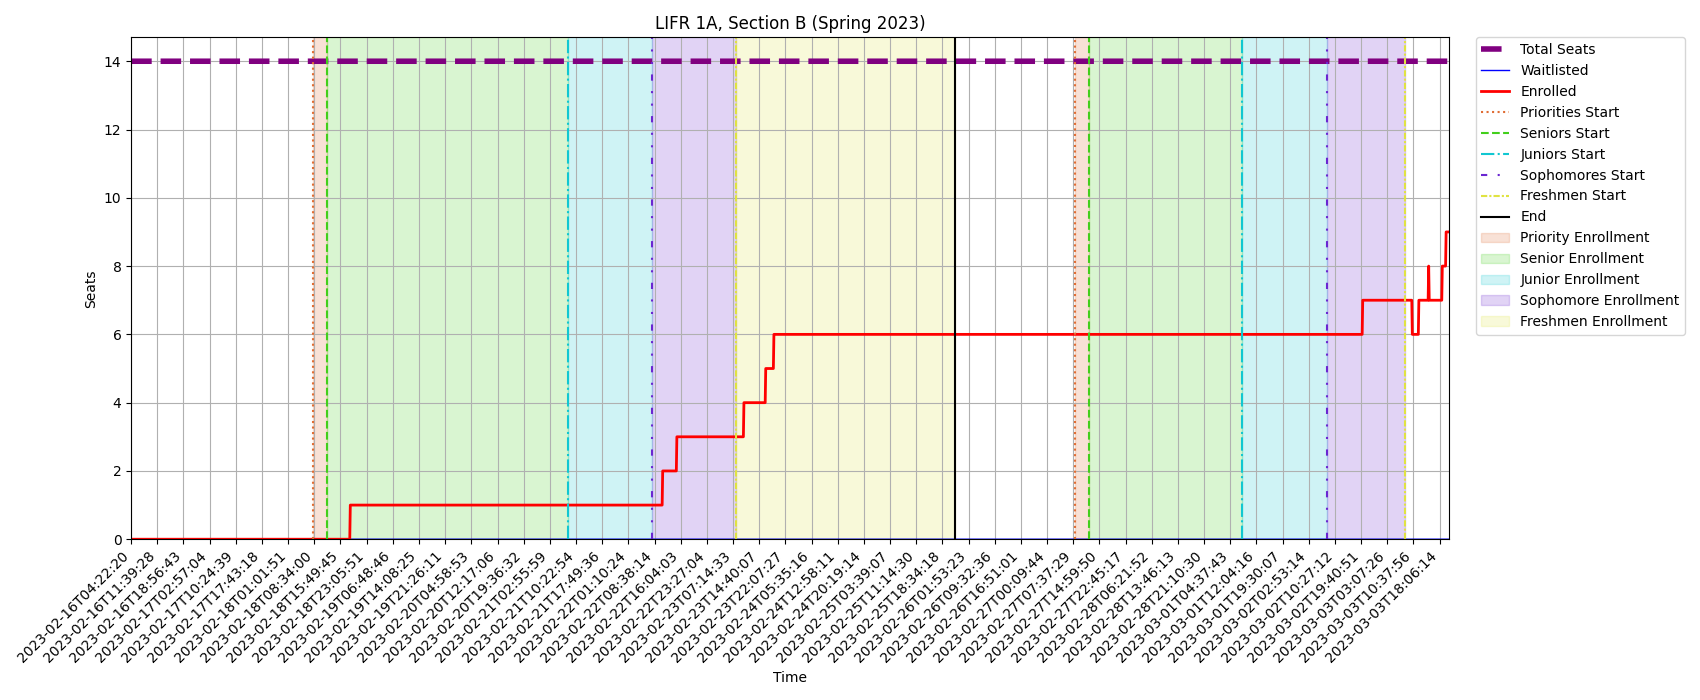 LIFR 1A, Section B (Spring 2023)
14
12
10
8
6
4
2
0
Seats
2023-02-16T04:22:20
2023-02-16T11:39:28
2023-02-16T18:56:43
2023-02-17T02:57:04
2023-02-17T10:24:39
2023-02-17T17:43:18
2023-02-18T01:01:51
2023-02-18T08:34:00
2023-02-18T15:49:45
2023-02-18T23:05:51
2023-02-19T06:48:46
2023-02-19T14:08:25
2023-02-19T21:26:11
2023-02-20T04:58:53
2023-02-20T12:17:06
2023-02-20T19:36:32
2023-02-21T02:55:59
2023-02-21T10:22:54
2023-02-21T17:49:36
2023-02-22T01:10:24
2023-02-22T08:38:14
2023-02-22T16:04:03
2023-02-22T23:27:04
2023-02-23T07:14:33
2023-02-23T14:40:07
2023-02-23T22:07:27
2023-02-24T05:35:16
2023-02-24T12:58:11
2023-02-24T20:19:14
2023-02-25T03:39:07
2023-02-25T11:14:30
2023-02-25T18:34:18
2023-02-26T01:53:23
2023-02-26T09:32:36
2023-02-26T16:51:01
2023-02-27T00:09:44
2023-02-27T07:37:29
2023-02-27T14:59:50
2023-02-27T22:45:17
2023-02-28T06:21:52
2023-02-28T13:46:13
2023-02-28T21:10:30
2023-03-01T04:37:43
2023-03-01T12:04:16
2023-03-01T19:30:07
2023-03-02T02:53:14
2023-03-02T10:27:12
2023-03-02T19:40:51
2023-03-03T03:07:26
2023-03-03T10:37:56
2023-03-03T18:06:14
Time
Total Seats
Waitlisted
Enrolled
Priorities Start
Seniors Start
Juniors Start
Sophomores Start
Freshmen Start
End
Priority Enrollment
Senior Enrollment
Junior Enrollment
Sophomore Enrollment
Freshmen Enrollment